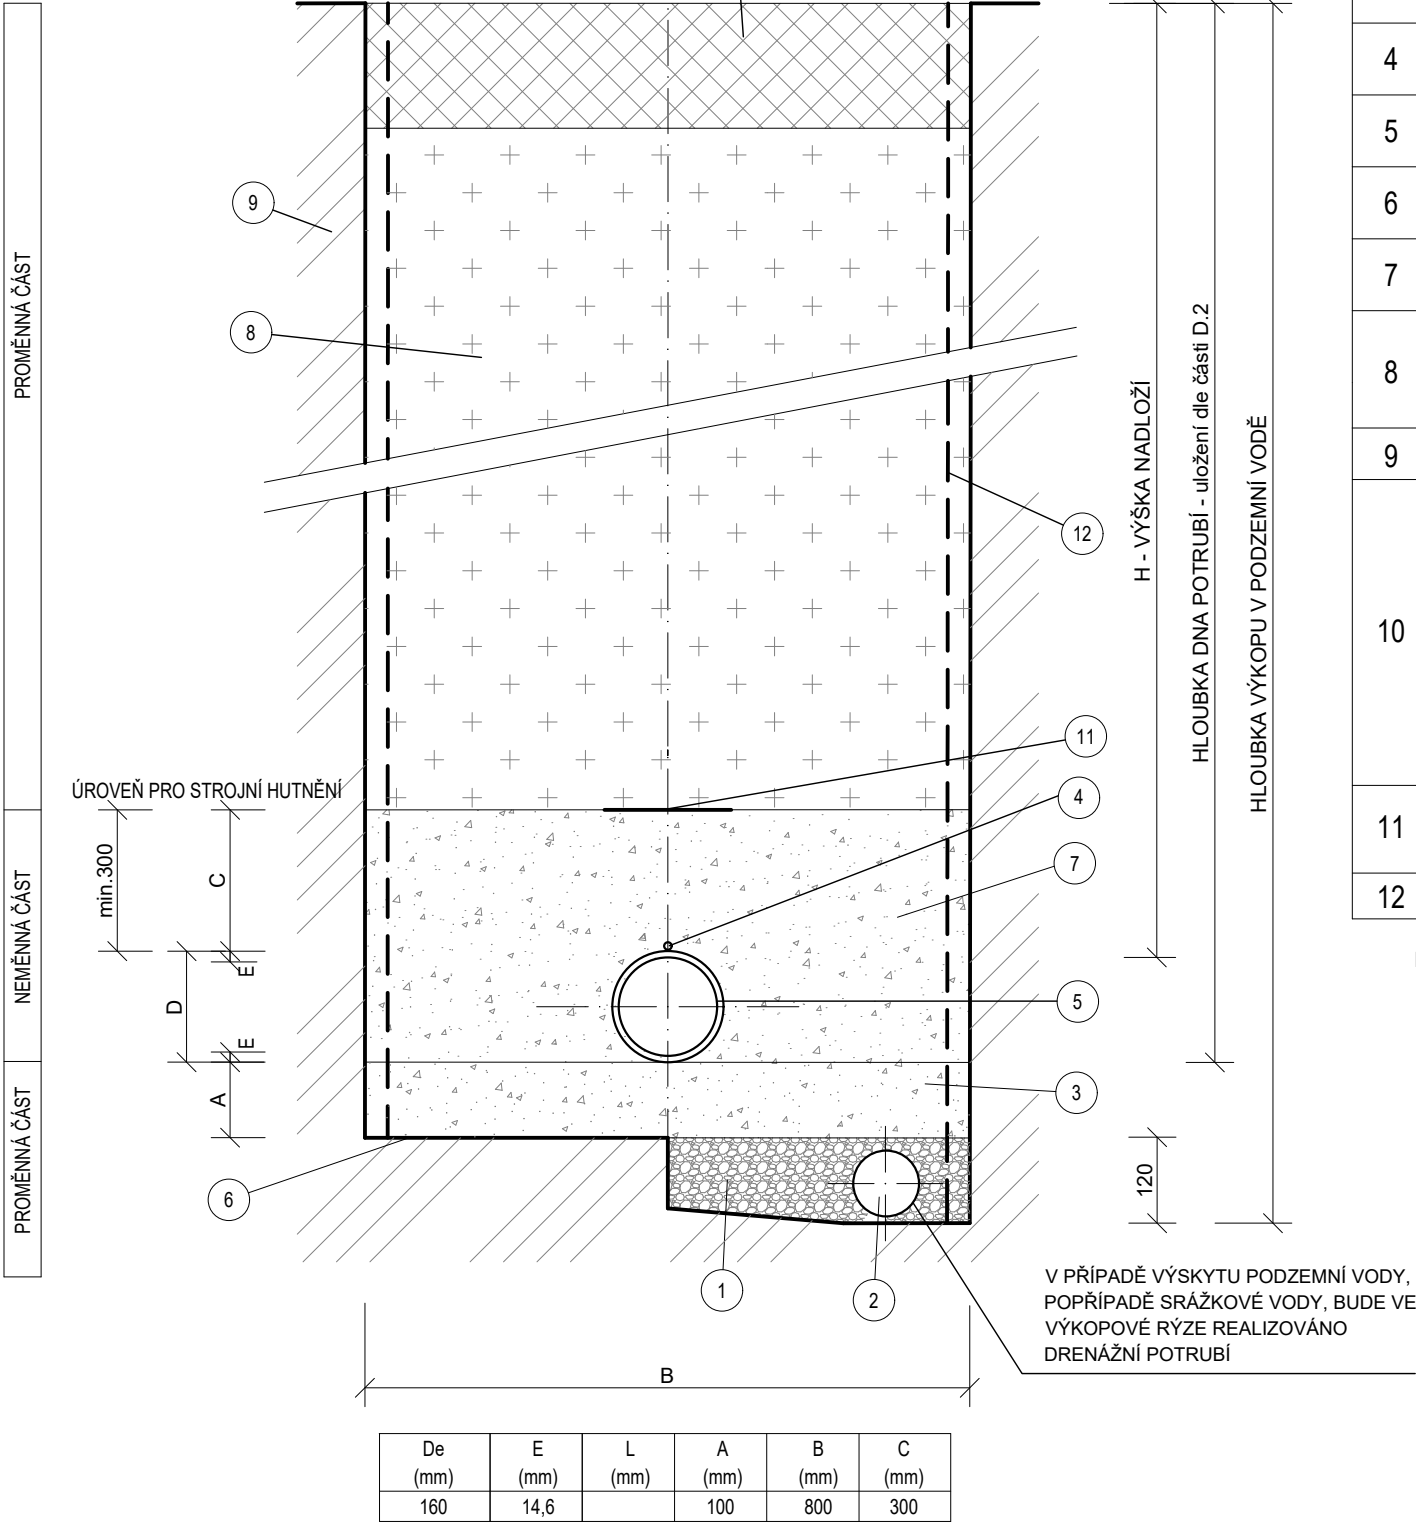 PROMĚNNÁ ČÁST
NEMĚNNÁ ČÁST
PROMĚNNÁ ČÁST
9
8
12
11
4
7
5
3
6
1
2
ÚROVEŇ PRO STROJNÍ HUTNĚNÍ
min.300
C
E
D
E
A
H - VÝŠKA NADLOŽÍ
HLOUBKA DNA POTRUBÍ - uložení dle části D.2
HLOUBKA VÝKOPU V PODZEMNÍ VODĚ
120
4
5
6
7
8
9
10
11
12
V PŘÍPADĚ VÝSKYTU PODZEMNÍ VODY,
POPŘÍPADĚ SRÁŽKOVÉ VODY, BUDE VE
VÝKOPOVÉ RÝZE REALIZOVÁNO
DRENÁŽNÍ POTRUBÍ
B
De E L A B C
(mm) (mm) (mm) (mm) (mm) (mm)
160 14,6 100 800 300